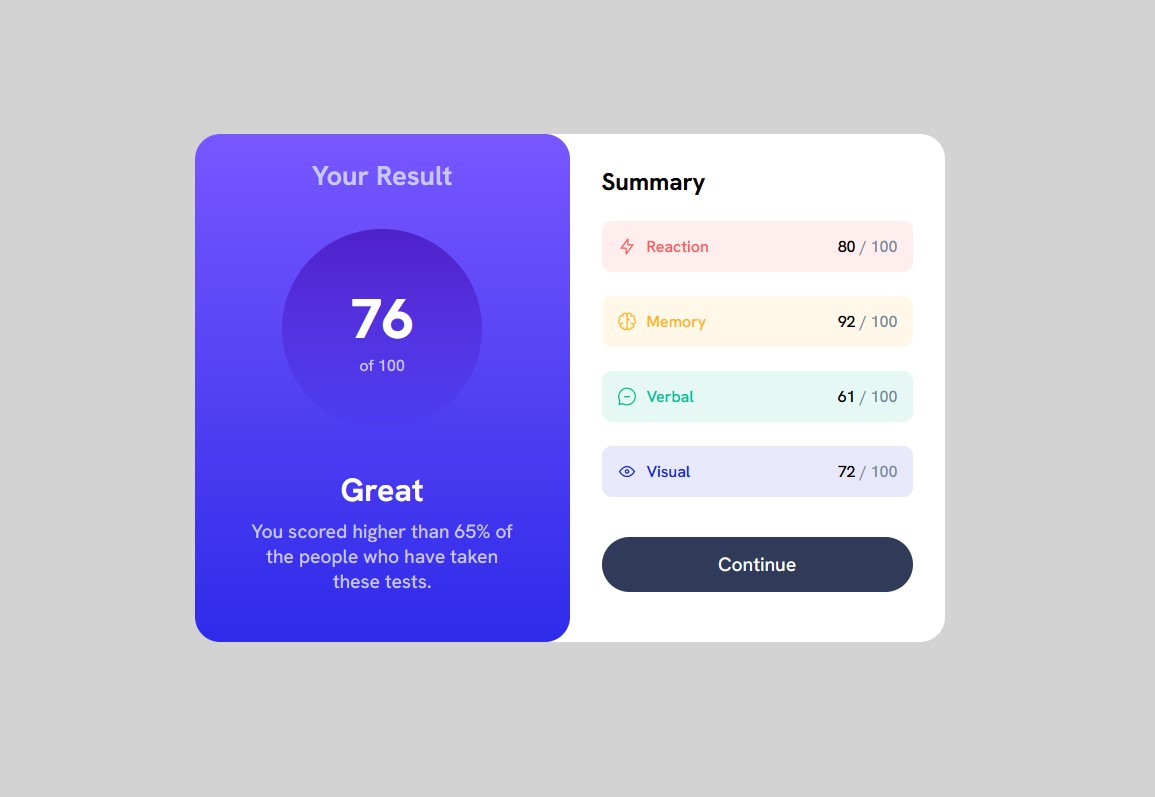 Your Result
76
of 100
Great
You scored higher than 65% of
the people who have taken
these tests.
Summary
Reaction 80 / 100
Memory 92 / 100
Verbal 61 / 100
Visual 72 / 100
Continue